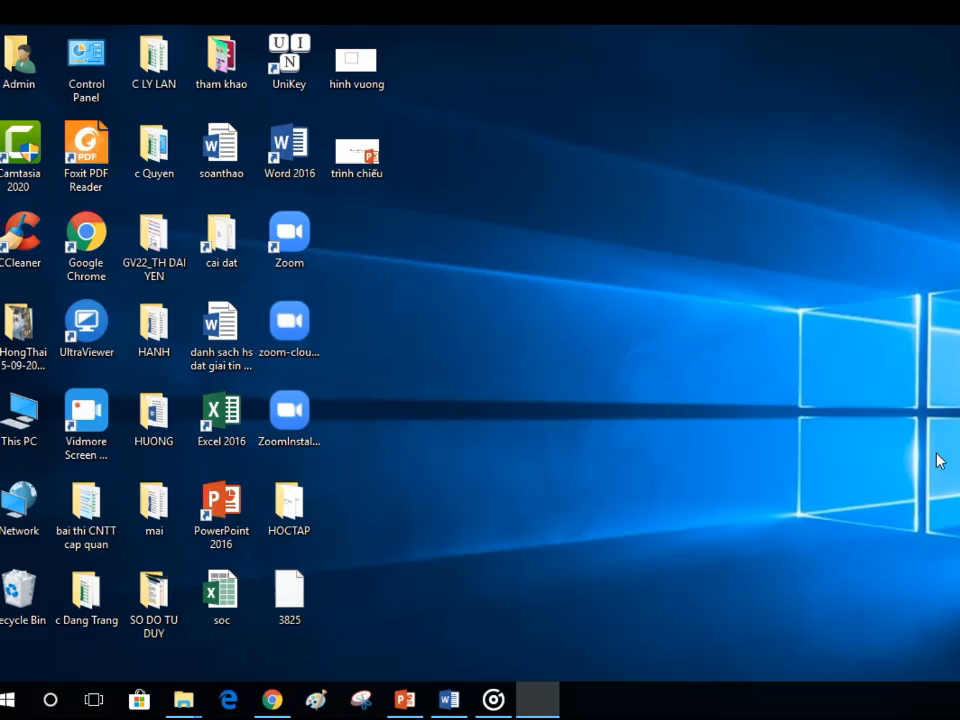 Admin
Control
Panel
C LY LAN
tham khao
UniKey
hinh vuong
Camtasia
2020
Foxit PDF
Reader
c Quyen
soanthao
Word 2016
trình chiếu
CCleaner
Google
Chrome
GV22_TH DAI
YEN
cai dat
Zoom
HongThai
5-09-20...
UltraViewer
HANH
danh sach hs
dat giai tin ...
zoom-clou...
This PC
Vidmore
Screen ...
HUONG
Excel 2016
ZoomInstal...
Network
bai thi CNTT
cap quan
mai
PowerPoint
2016
HOCTAP
ecycle Bin
c Dang Trang
SO DO TU
DUY
soc
3825